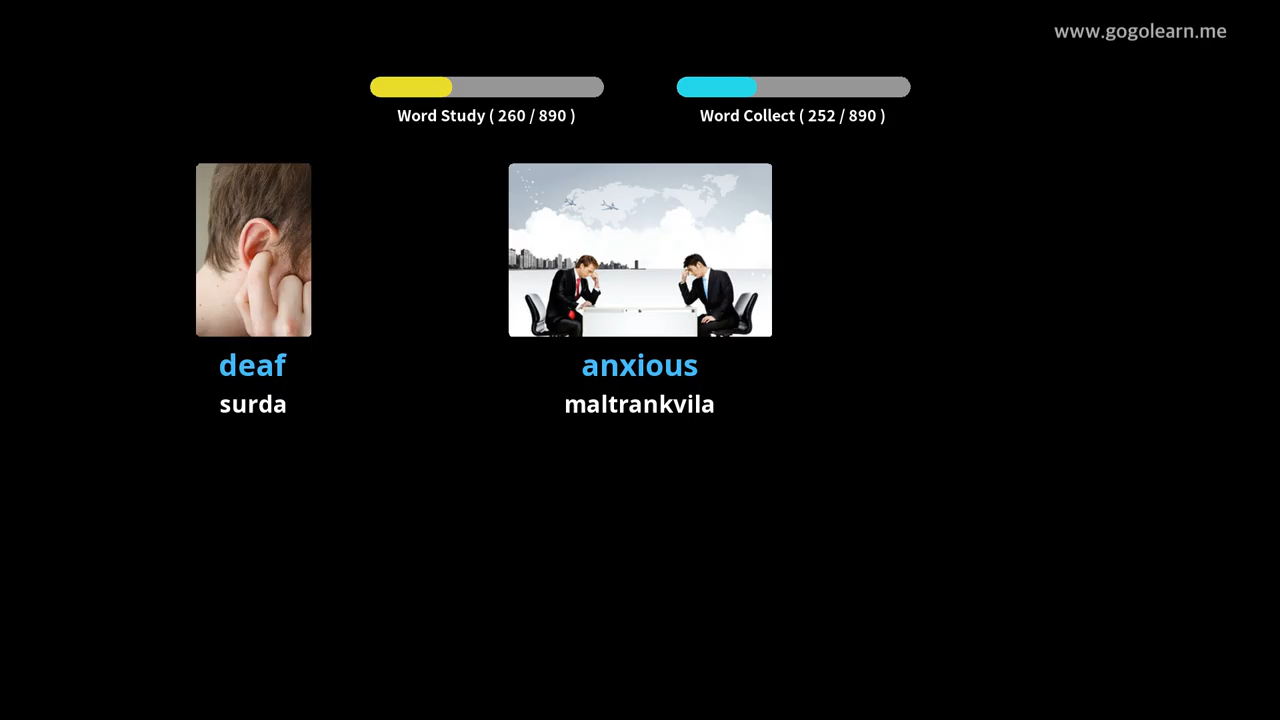 www.gogolearn.me
Word Study ( 260 / 890 )
Word Collect ( 252 / 890 )
deaf
surda
anxious
maltrankvila